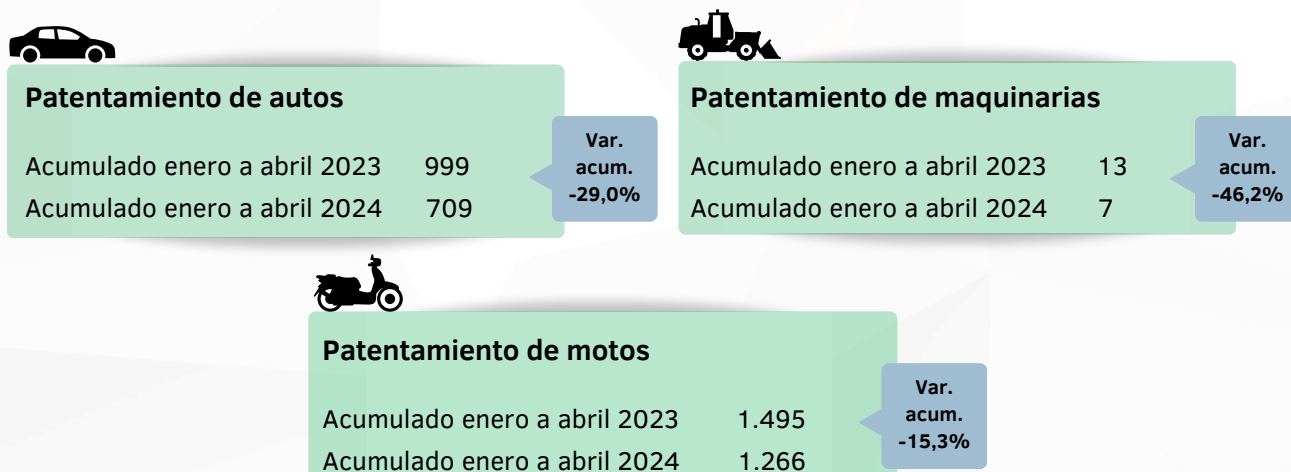 Patentamiento de autos
Acumulado enero a abril 2023 999
Acumulado enero a abril 2024 709
Var.
acum.
-29,0%
Patentamiento de maquinarias
Acumulado enero a abril 2023 13
Acumulado enero a abril 2024 7
Var.
acum.
-46,2%
Patentamiento de motos
Acumulado enero a abril 2023 1.495
Acumulado enero a abril 2024 1.266
Var.
acum.
-15,3%